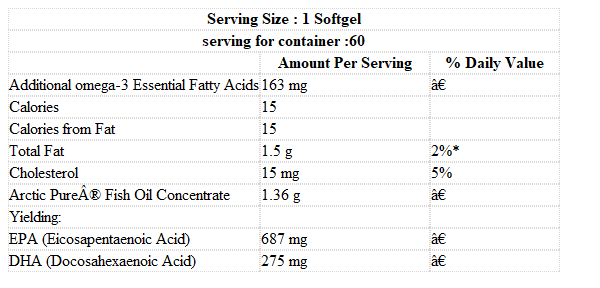 Serving Size : 1 Softgel
serving for container :60
Amount Per Serving % Daily Value
Additional omega-3 Essential Fatty Acids 163 mg â€
Calories 15
Calories from Fat 15
Total Fat 1.5 g 2%*
Cholesterol 15 mg 5%
Arctic PureÂ® Fish Oil Concentrate 1.36 g â€
Yielding:
EPA (Eicosapentaenoic Acid) 687 mg â€
DHA (Docosahexaenoic Acid) 275 mg â€